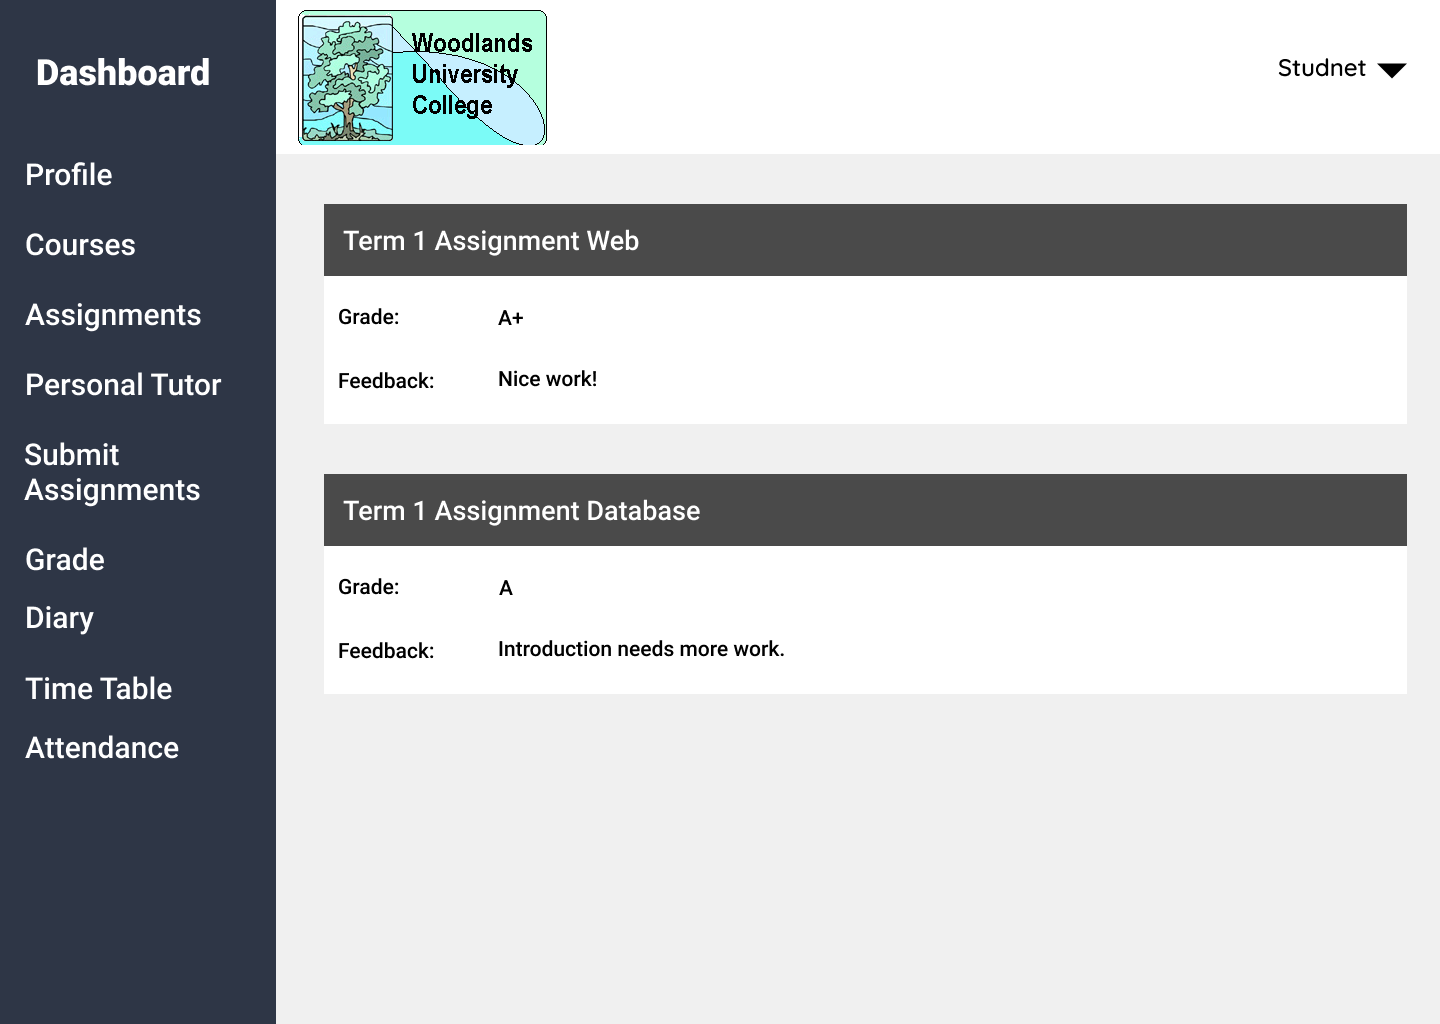 Dashboard
Profile
Courses
Assignments
Personal Tutor
Submit
Assignments
Grade
Diary
Time Table
Attendance
Woodlands
University
College
Studnet
Term 1 Assignment Web
Grade: A+
Feedback: Nice work!
Term 1 Assignment Database
Grade: A
Feedback: Introduction needs more work.